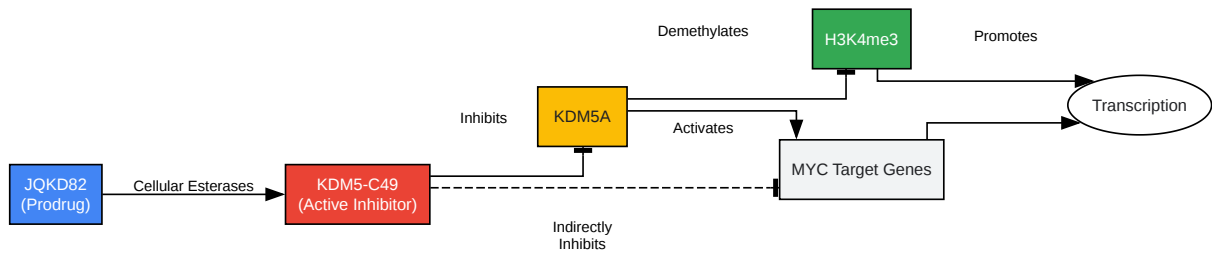 JQKD82
(Prodrug)
Cellular Esterases
KDM5-C49
(Active Inhibitor)
Inhibits
Indirectly
Inhibits
KDM5A
Demethylates
Activates
H3K4me3
MYC Target Genes
Promotes
Transcription